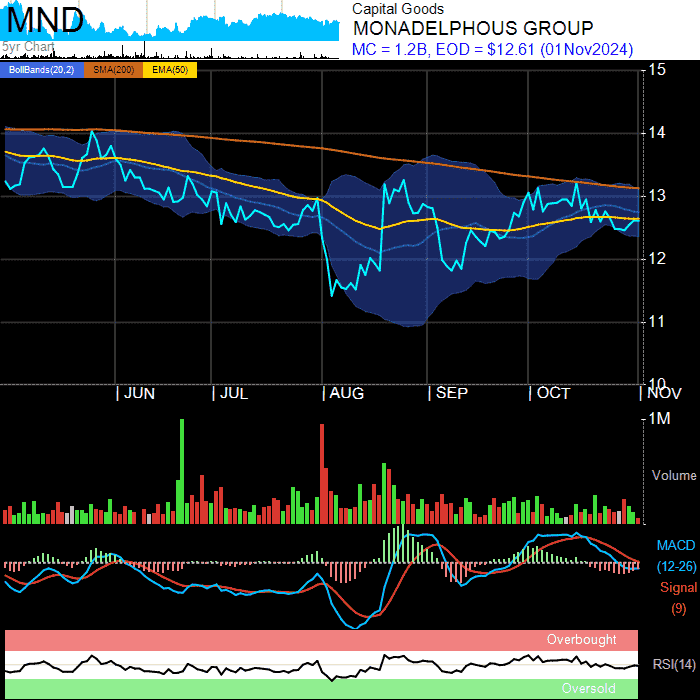 MND
5yr Chart
Capital Goods
MONADELPHOUS GROUP
MC = 1.2B, EOD = $12.61 (01Nov2024)
BollBands(20,2) SMA(200) EMA(50)
15
14
13
12
11
10
JUN JUL AUG SEP OCT NOV
1M
Volume
MACD
(12-26)
Signal
(9)
Overbought
RSI(14)
Oversold